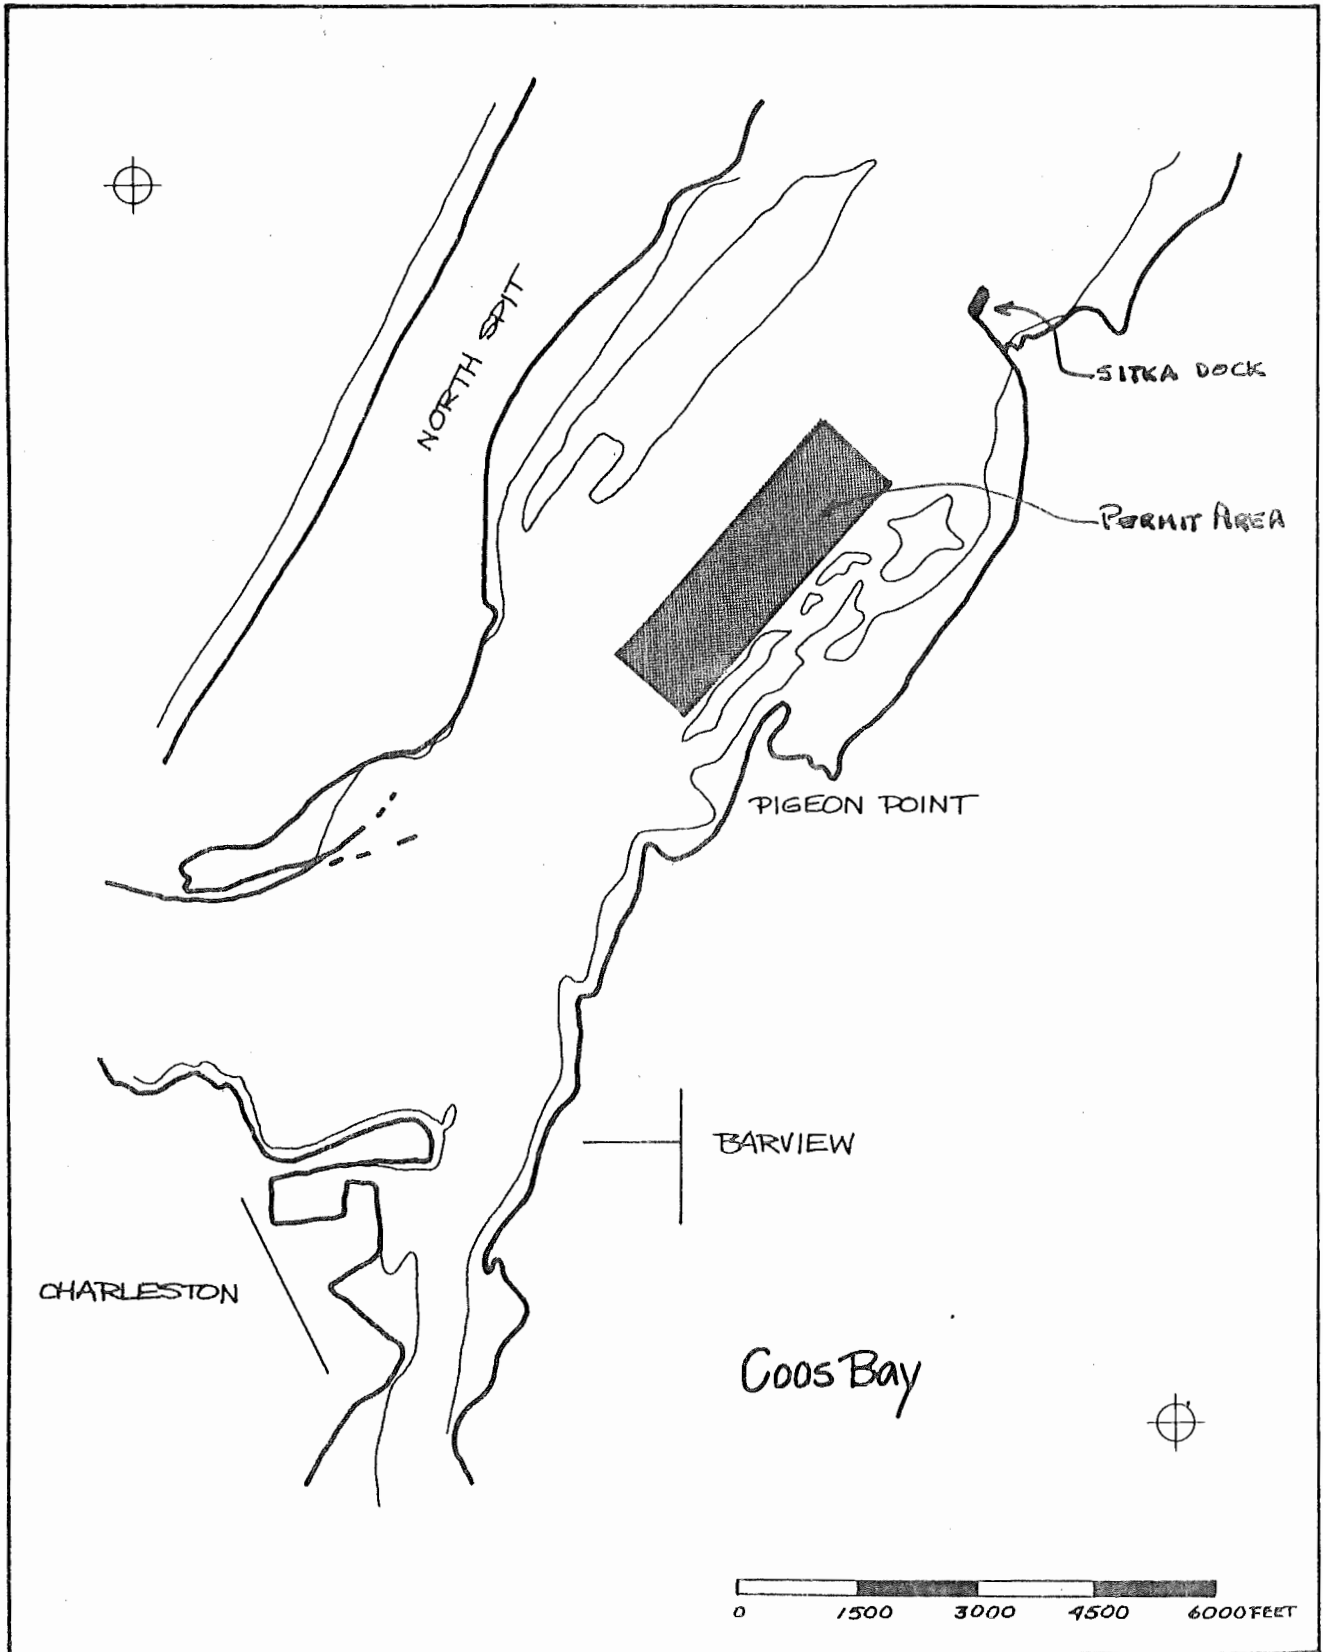 NORTH SPIT
SITKA DOCK
PERMIT AREA
PIGEON POINT
BARVIEW
CHARLESTON
Coos Bay
0 1500 3000 4500 6000 FEET